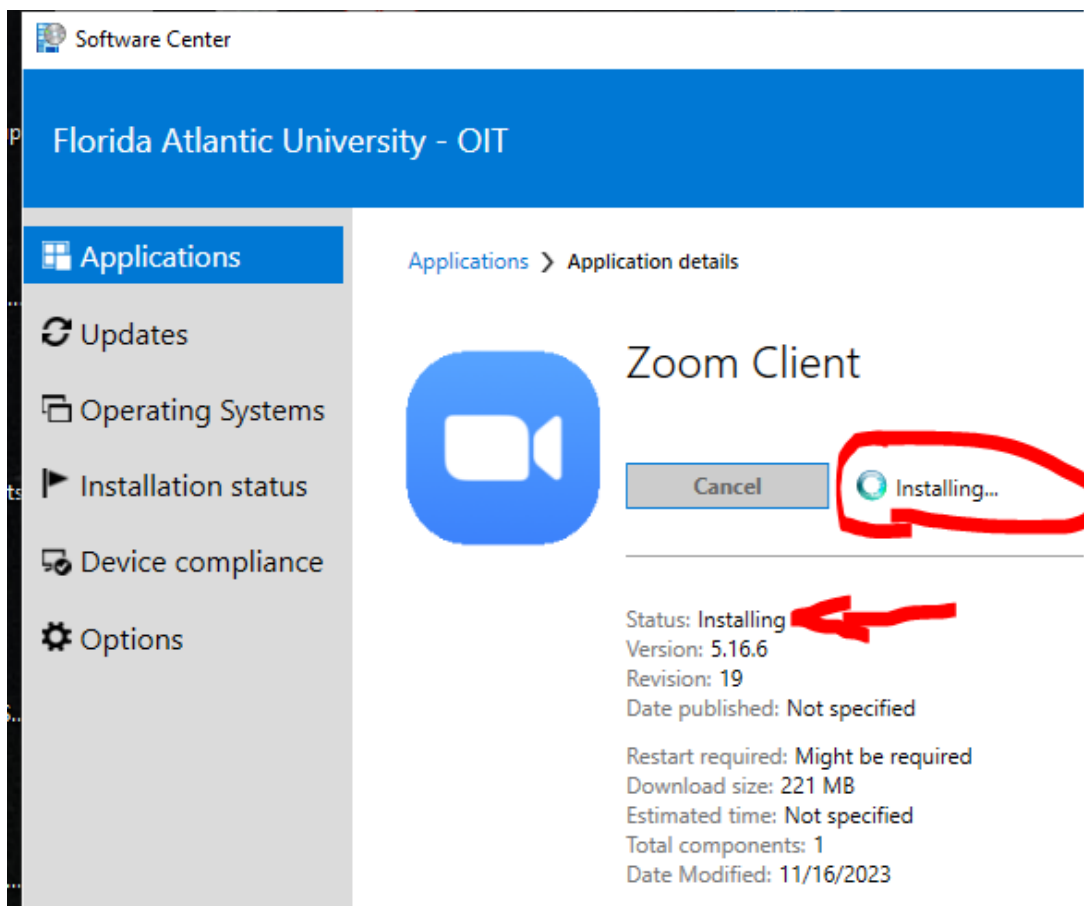 Software Center
Florida Atlantic University - OIT
Applications
Updates
Operating Systems
Installation status
Device compliance
Options
Applications ❯ Application details
Zoom Client
Cancel
Installing...
Status: Installing
Version: 5.16.6
Revision: 19
Date published: Not specified
Restart required: Might be required
Download size: 221 MB
Estimated time: Not specified
Total components: 1
Date Modified: 11/16/2023